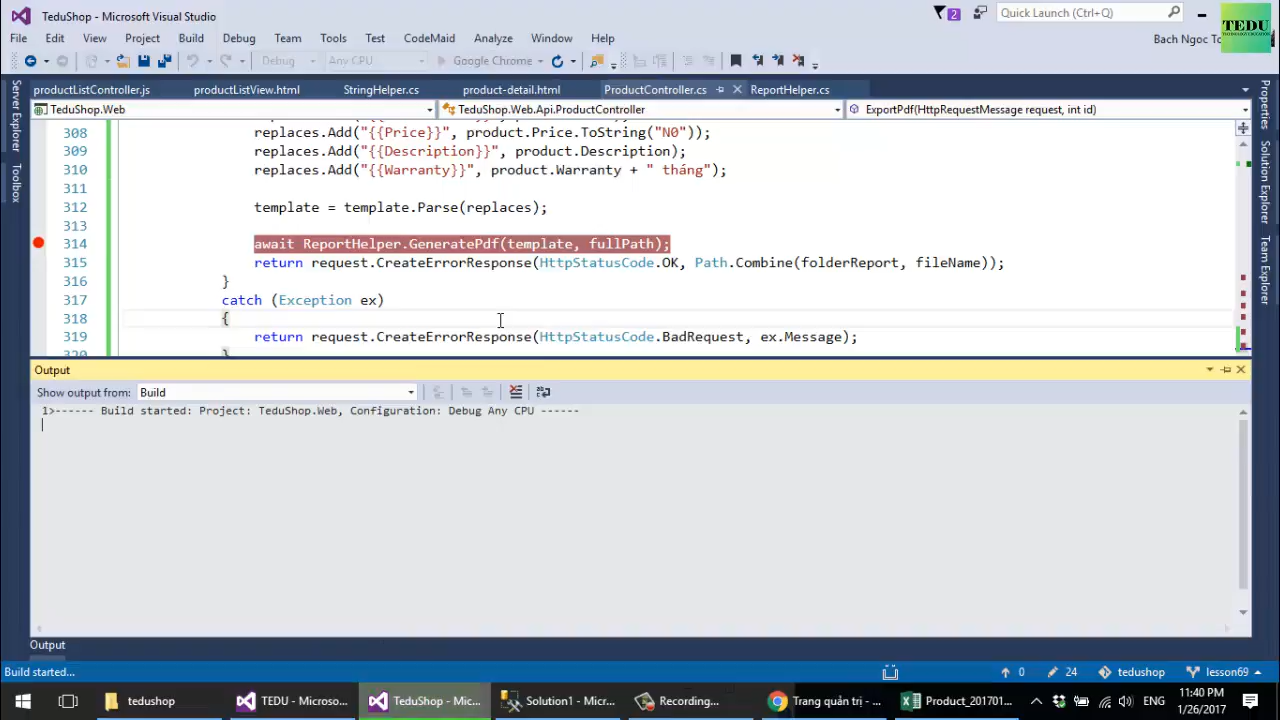 TeduShop - Microsoft Visual Studio
2
Quick Launch (Ctrl+Q)
TEDU
File Edit View Project Build Debug Team Tools Test CodeMaid Analyze Window Help
Bach Ngoc To
Debug Any CPU Google Chrome
productListController.js productListView.html StringHelper.cs product-detail.html ProductController.cs ReportHelper.cs
TeduShop.Web TeduShop.Web.Api.ProductController ExportPdf(HttpRequestMessage request, int id)
Server Explorer
Toolbox
Properties
Solution Explorer
Team Explorer
308 replaces.Add("{{Price}}", product.Price.ToString("N0"));
309 replaces.Add("{{Description}}", product.Description);
310 replaces.Add("{{Warranty}}", product.Warranty + " tháng");
311
312 template = template.Parse(replaces);
313
314 await ReportHelper.GeneratePdf(template, fullPath);
315 return request.CreateErrorResponse(HttpStatusCode.OK, Path.Combine(folderReport, fileName));
316 }
317 catch (Exception ex)
318 {
319 return request.CreateErrorResponse(HttpStatusCode.BadRequest, ex.Message);
320 }
Output
Show output from: Build
1>------ Build started: Project: TeduShop.Web, Configuration: Debug Any CPU ------
Output
Build started... 0 24 tedushop lesson69
tedushop TEDU - Microso... TeduShop - Mic... Solution1 - Micr... Recording... Trang quản trị - ... Product_201701... ENG 11:40 PM
1/26/2017